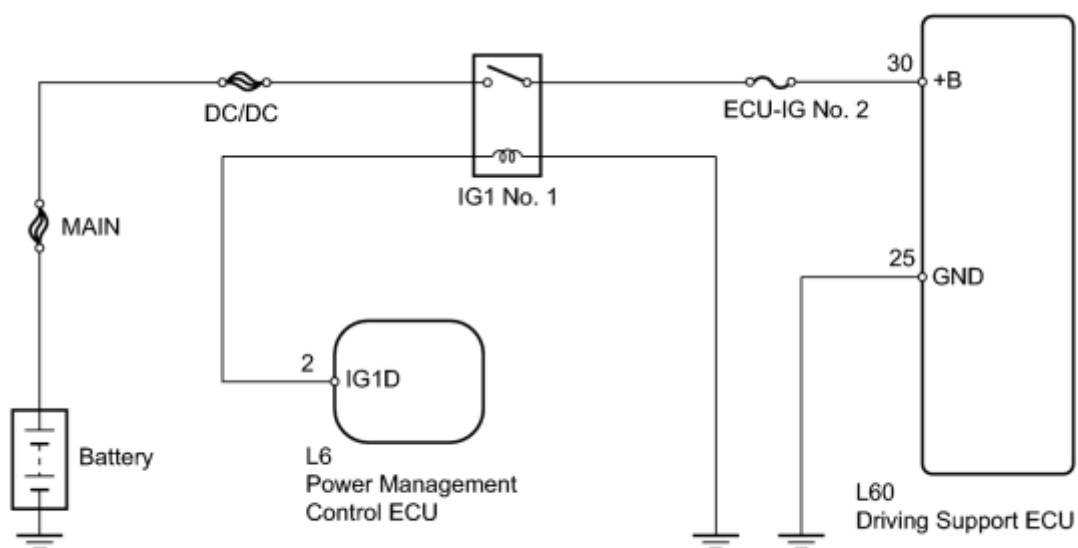 30
+B
DC/DC
ECU-IG No. 2
IG1 No. 1
MAIN
25
GND
2
IG1D
Battery
L6
Power Management
Control ECU
L60
Driving Support ECU